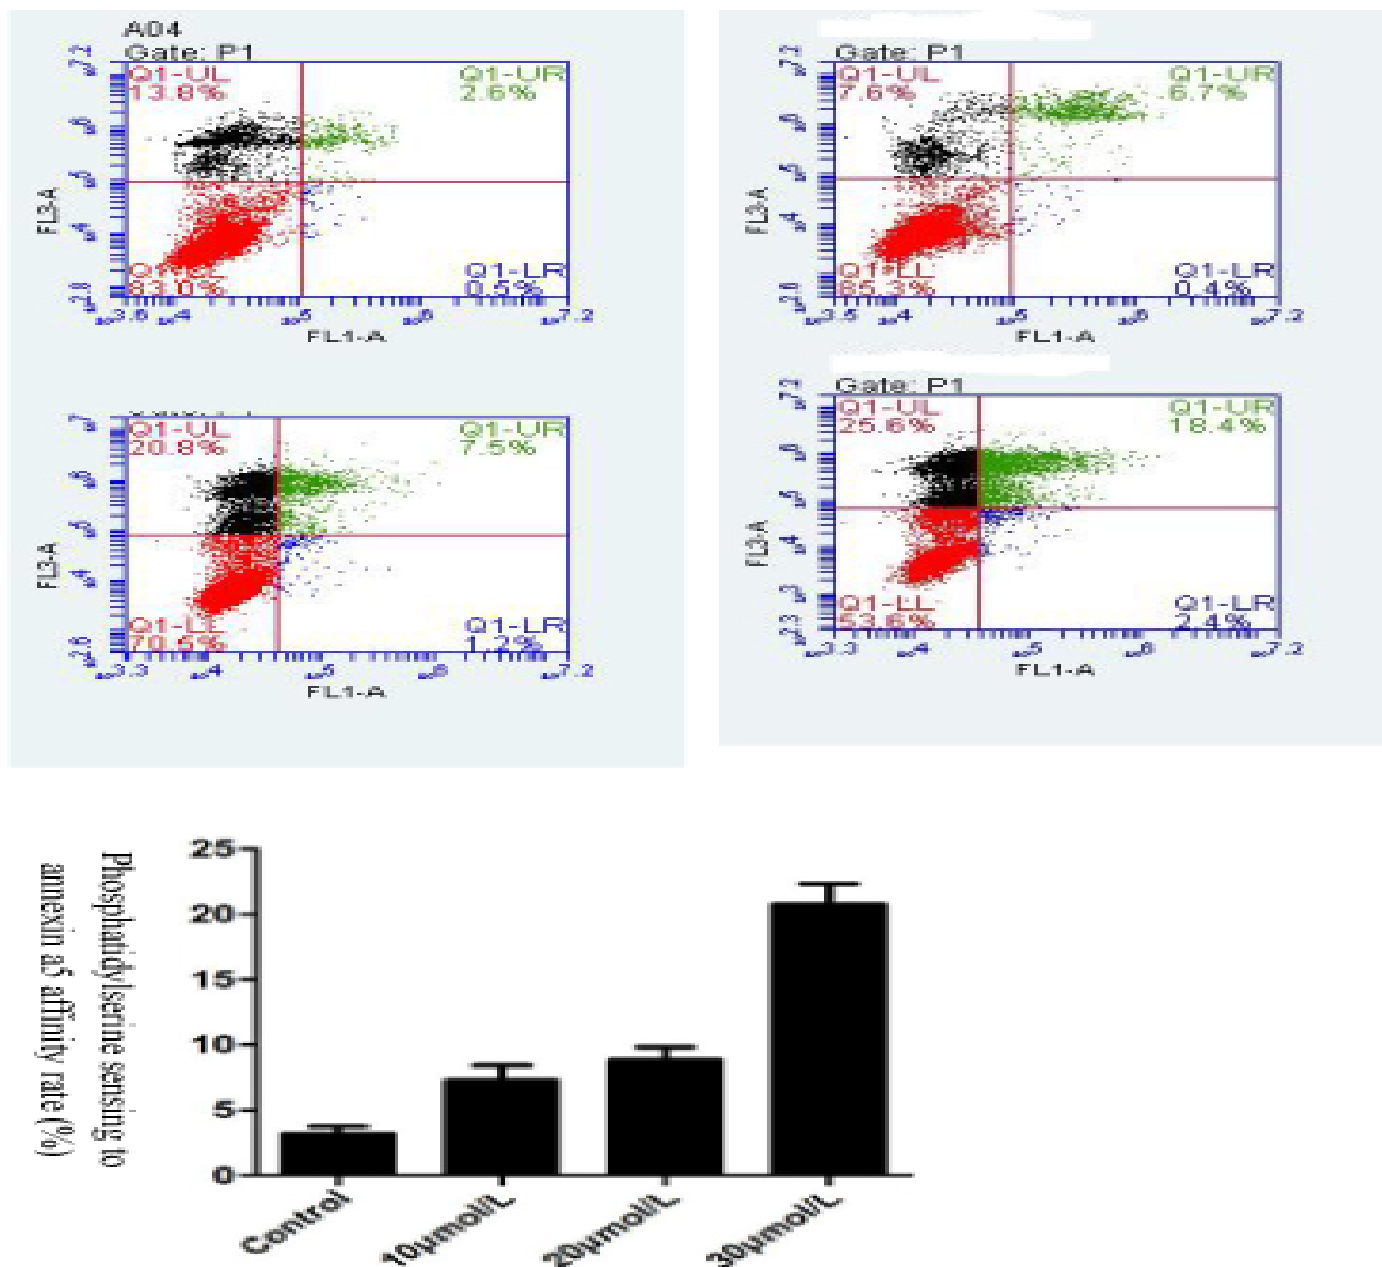 A04
Gate: P1
Q1-UL
13.8%
Q1-UR
2.6%
FL3-A
Q1-LL
83.0%
Q1-LR
0.5%
FL1-A
Gate: P1
Q1-UL
7.6%
Q1-UR
6.7%
FL3-A
Q1-LL
85.3%
Q1-LR
0.4%
FL1-A
Q1-UL
20.8%
Q1-UR
7.5%
FL3-A
Q1-LL
70.5%
Q1-LR
1.2%
FL1-A
Gate: P1
Q1-UL
25.6%
Q1-UR
18.4%
FL3-A
Q1-LL
53.6%
Q1-LR
2.4%
FL1-A
Phosphatidylserine sensing to
annexin a5 affinity rate (%)
25
20
15
10
5
0
Control
10μmol/L
20μmol/L
30μmol/L